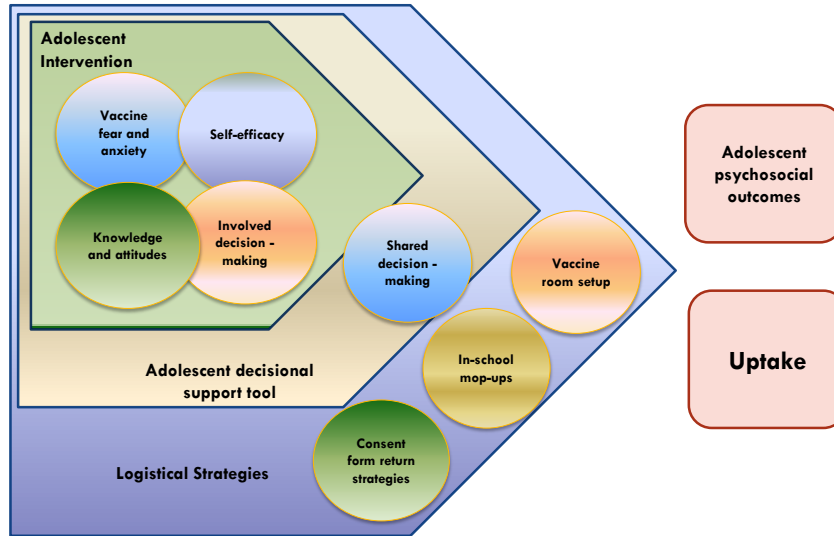 Adolescent
Intervention
Vaccine
fear and
anxiety
Self-efficacy
Knowledge
and attitudes
Involved
decision -
making
Shared
decision -
making
Vaccine
room setup
In-school
mop-ups
Adolescent decisional
support tool
Consent
form return
strategies
Logistical Strategies
Adolescent
psychosocial
outcomes
Uptake